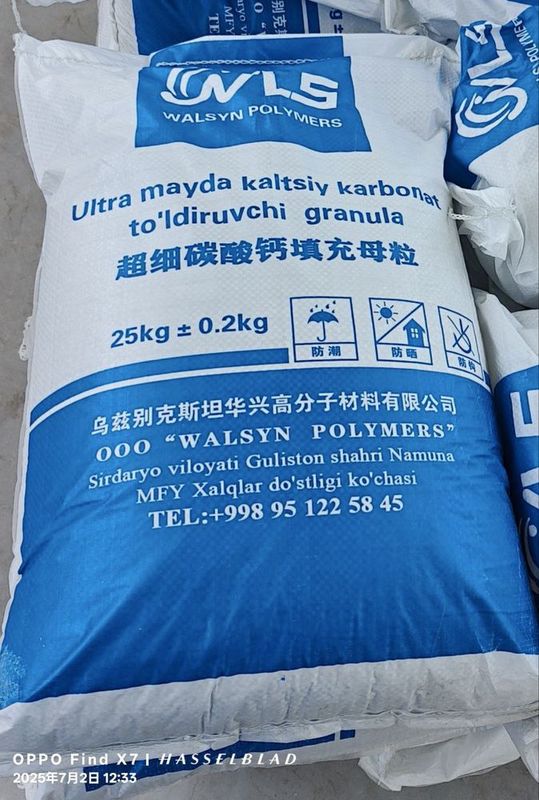 WLS
WALSYN POLYMERS
Ultra mayda kaltsiy karbonat
to'ldiruvchi granula
超细碳酸钙填充母粒
25kg ± 0.2kg
防潮
防晒
防钩
乌兹别克斯坦华兴高分子材料有限公司
OOO “WALSYN POLYMERS”
Sirdaryo viloyati Guliston shahri Namuna
MFY Xalqlar do'stligi ko'chasi
TEL:+998 95 122 58 45
OPPO Find X7 | HASSELBLAD
2025年7月2日 12:33